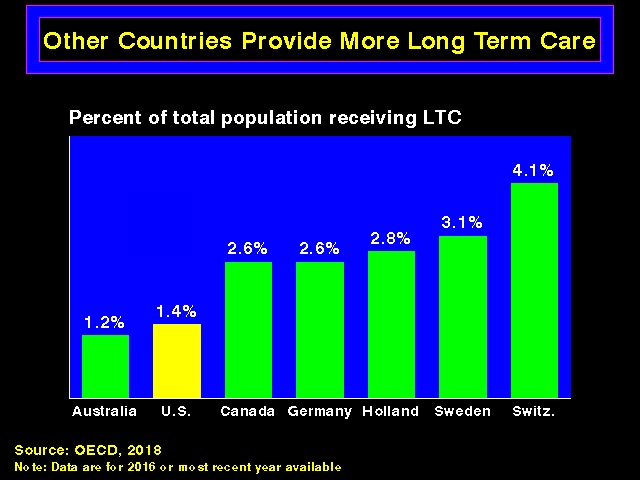 Other Countries Provide More Long Term Care
Percent of total population receiving LTC
4.1%
3.1%
2.8%
2.6% 2.6%
1.4%
1.2%
Australia U.S. Canada Germany Holland Sweden Switz.
Source: OECD, 2018
Note: Data are for 2016 or most recent year available